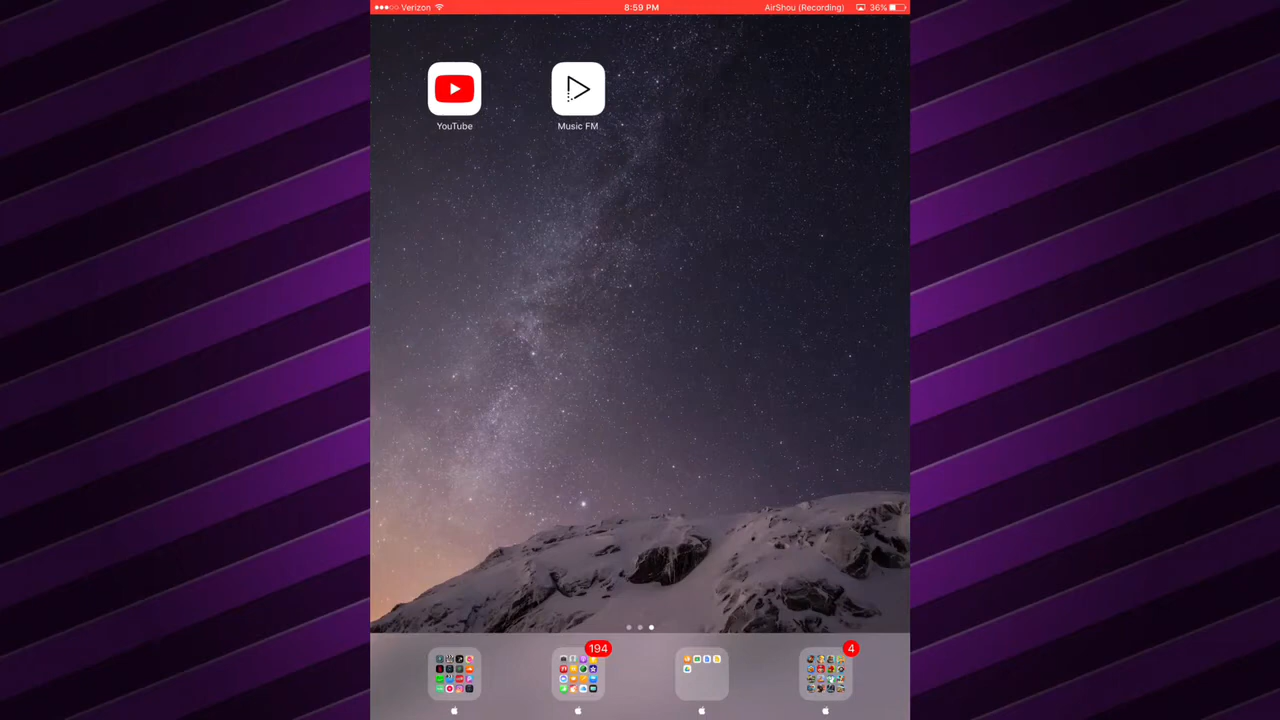 Verizon
8:59 PM
AirShou (Recording)
36%
YouTube
Music FM
194
4